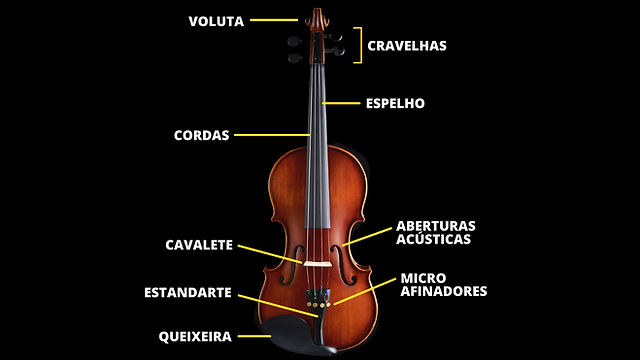 VOLUTA
CRAVELHAS
ESPELHO
CORDAS
ABERTURAS
ACÚSTICAS
CAVALETE
MICRO
AFINADORES
ESTANDARTE
QUEIXEIRA